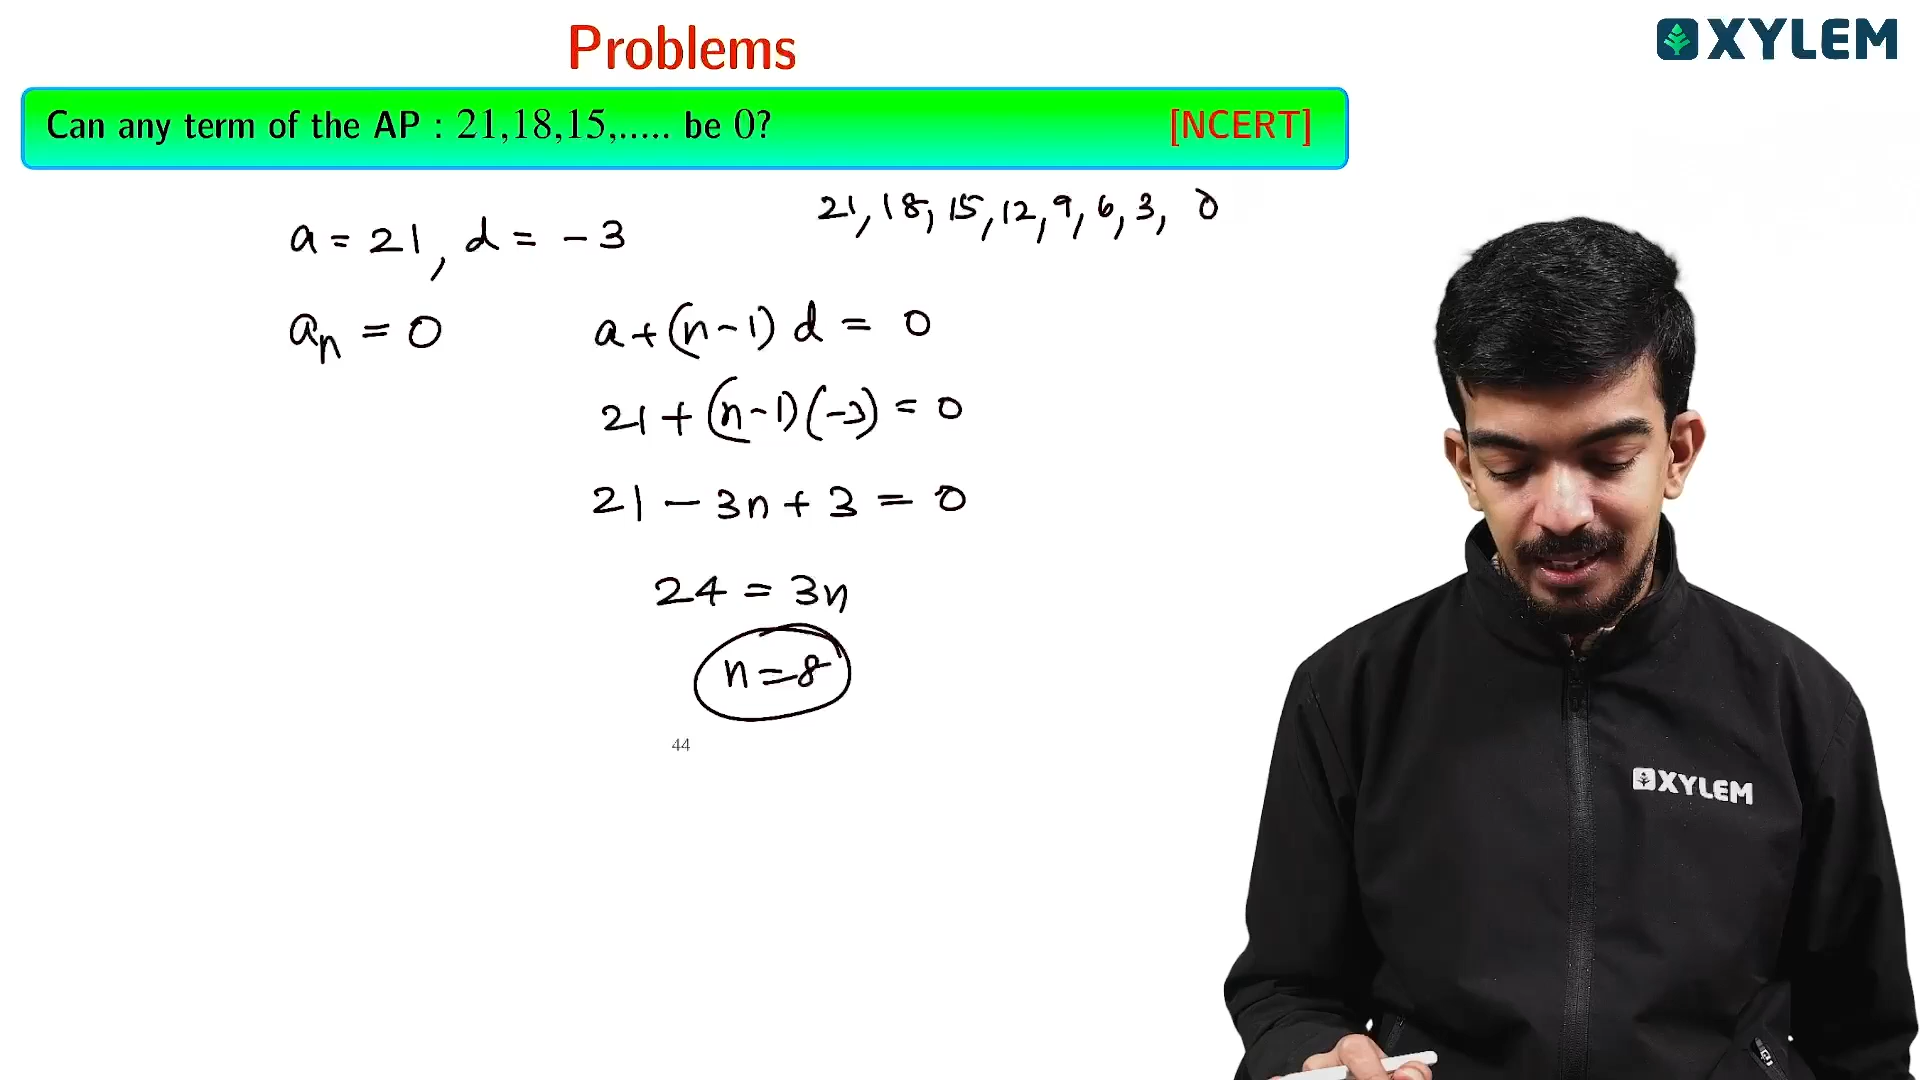 Problems
XYLEM
Can any term of the AP : 21,18,15,..... be 0? [NCERT]
21, 18, 15, 12, 9, 6, 3, 0
a = 21, d = -3
aₙ = 0
a + (n-1) d = 0
21 + (n-1)(-3) = 0
21 - 3n + 3 = 0
24 = 3n
n = 8
44
XYLEM